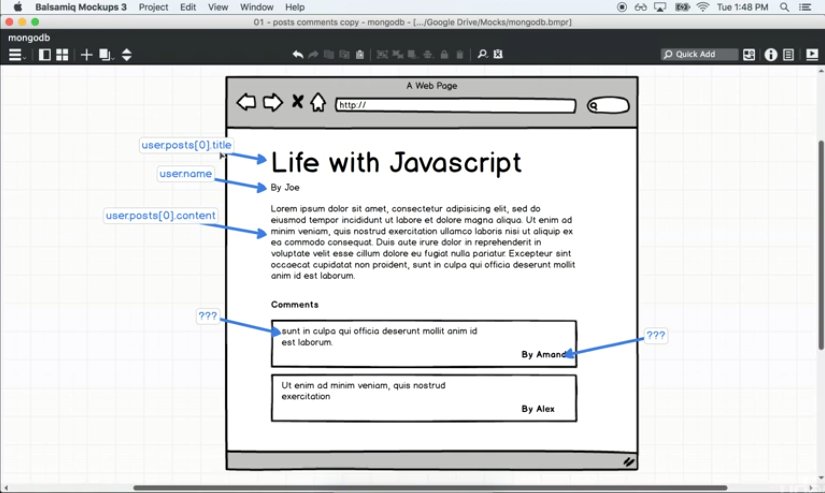 Balsamiq Mockups 3 Project Edit View Window Help Tue 1:48 PM
01 - posts comments copy - mongodb - [.../Google Drive/Mocks/mongodb.bmpr]
mongodb
Quick Add
A Web Page
http://
user.posts[0].title
Life with Javascript
user.name
By Joe
user.posts[0].content
Lorem ipsum dolor sit amet, consectetur adipisicing elit, sed do
eiusmod tempor incididunt ut labore et dolore magna aliqua. Ut enim ad
minim veniam, quis nostrud exercitation ullamco laboris nisi ut aliquip ex
ea commodo consequat. Duis aute irure dolor in reprehenderit in
voluptate velit esse cillum dolore eu fugiat nulla pariatur. Excepteur sint
occaecat cupidatat non proident, sunt in culpa qui officia deserunt mollit
anim id est laborum.
Comments
???
sunt in culpa qui officia deserunt mollit anim id
est laborum.
???
By Amand
Ut enim ad minim veniam, quis nostrud
exercitation
By Alex